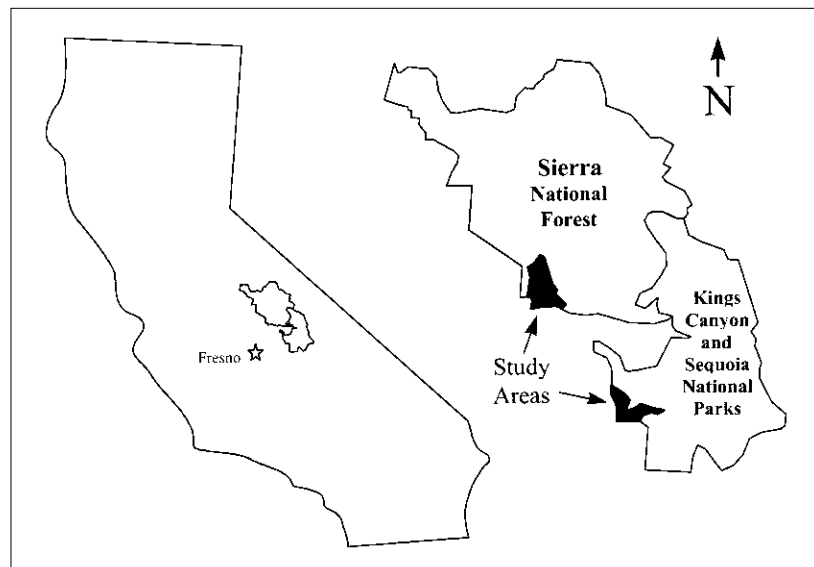 N
Sierra
National
Forest
Kings
Canyon
and
Sequoia
National
Parks
Study
Areas
Fresno